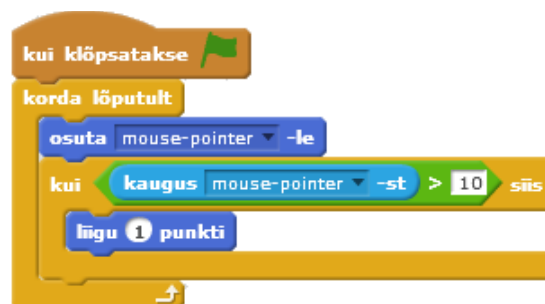 kui klõpsatakse
korda lõputult
osuta mouse-pointer -le
kui kaugus mouse-pointer -st > 10 siis
liigu 1 punkti